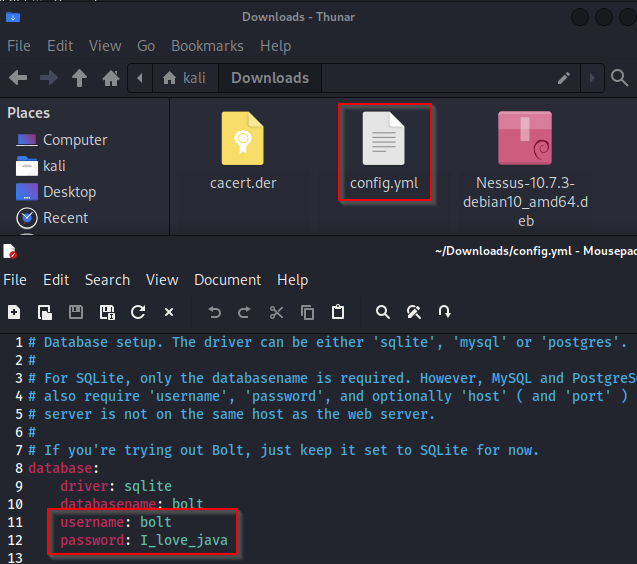 Downloads - Thunar
File Edit View Go Bookmarks Help
kali Downloads
Places
Computer
kali
Desktop
Recent
cacert.der
config.yml
Nessus-10.7.3-
debian10_amd64.d
eb
~/Downloads/config.yml - Mousepad
File Edit Search View Document Help
1 # Database setup. The driver can be either 'sqlite', 'mysql' or 'postgres'.
2 #
3 # For SQLite, only the databasename is required. However, MySQL and PostgreS
4 # also require 'username', 'password', and optionally 'host' ( and 'port' )
5 # server is not on the same host as the web server.
6 #
7 # If you're trying out Bolt, just keep it set to SQLite for now.
8 database:
9 driver: sqlite
10 databasename: bolt
11 username: bolt
12 password: I_love_java
13